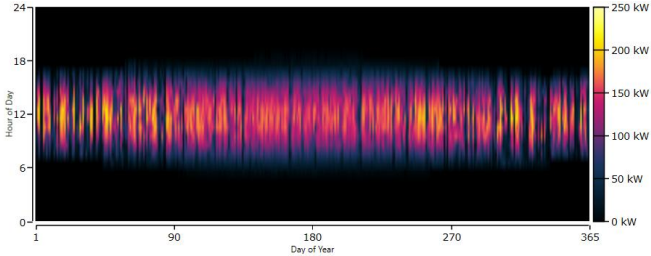 24
18
12
6
0
Hour of Day
1
90
180
270
365
Day of Year
250 kW
200 kW
150 kW
100 kW
50 kW
0 kW